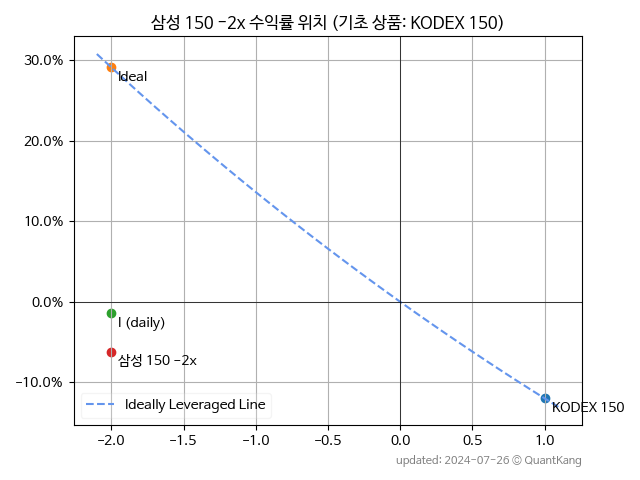 삼성 150 -2x 수익률 위치 (기초 상품: KODEX 150)
30.0%
Ideal
20.0%
10.0%
0.0%
I (daily)
삼성 150 -2x
-10.0%
Ideally Leveraged Line
KODEX 150
-2.0 -1.5 -1.0 -0.5 0.0 0.5 1.0
updated: 2024-07-26 © QuantKang